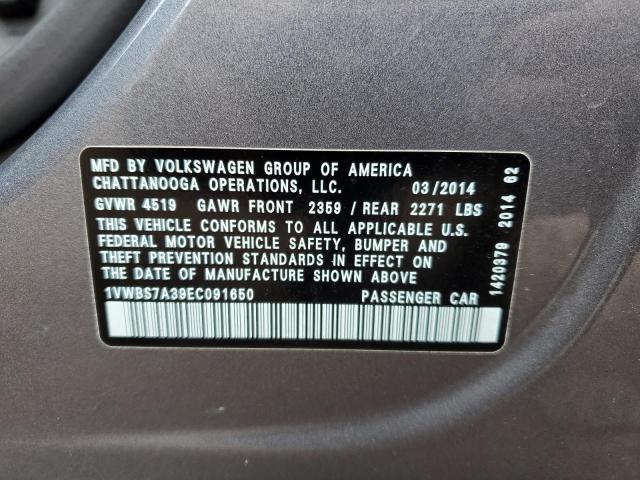 MFD BY VOLKSWAGEN GROUP OF AMERICA
CHATTANOOGA OPERATIONS, LLC. 03/2014
GVWR 4519 GAWR FRONT 2359 / REAR 2271 LBS
THIS VEHICLE CONFORMS TO ALL APPLICABLE U.S.
FEDERAL MOTOR VEHICLE SAFETY, BUMPER AND
THEFT PREVENTION STANDARDS IN EFFECT ON
THE DATE OF MANUFACTURE SHOWN ABOVE
1VWBS7A39EC091650 PASSENGER CAR
1420379 2014 62